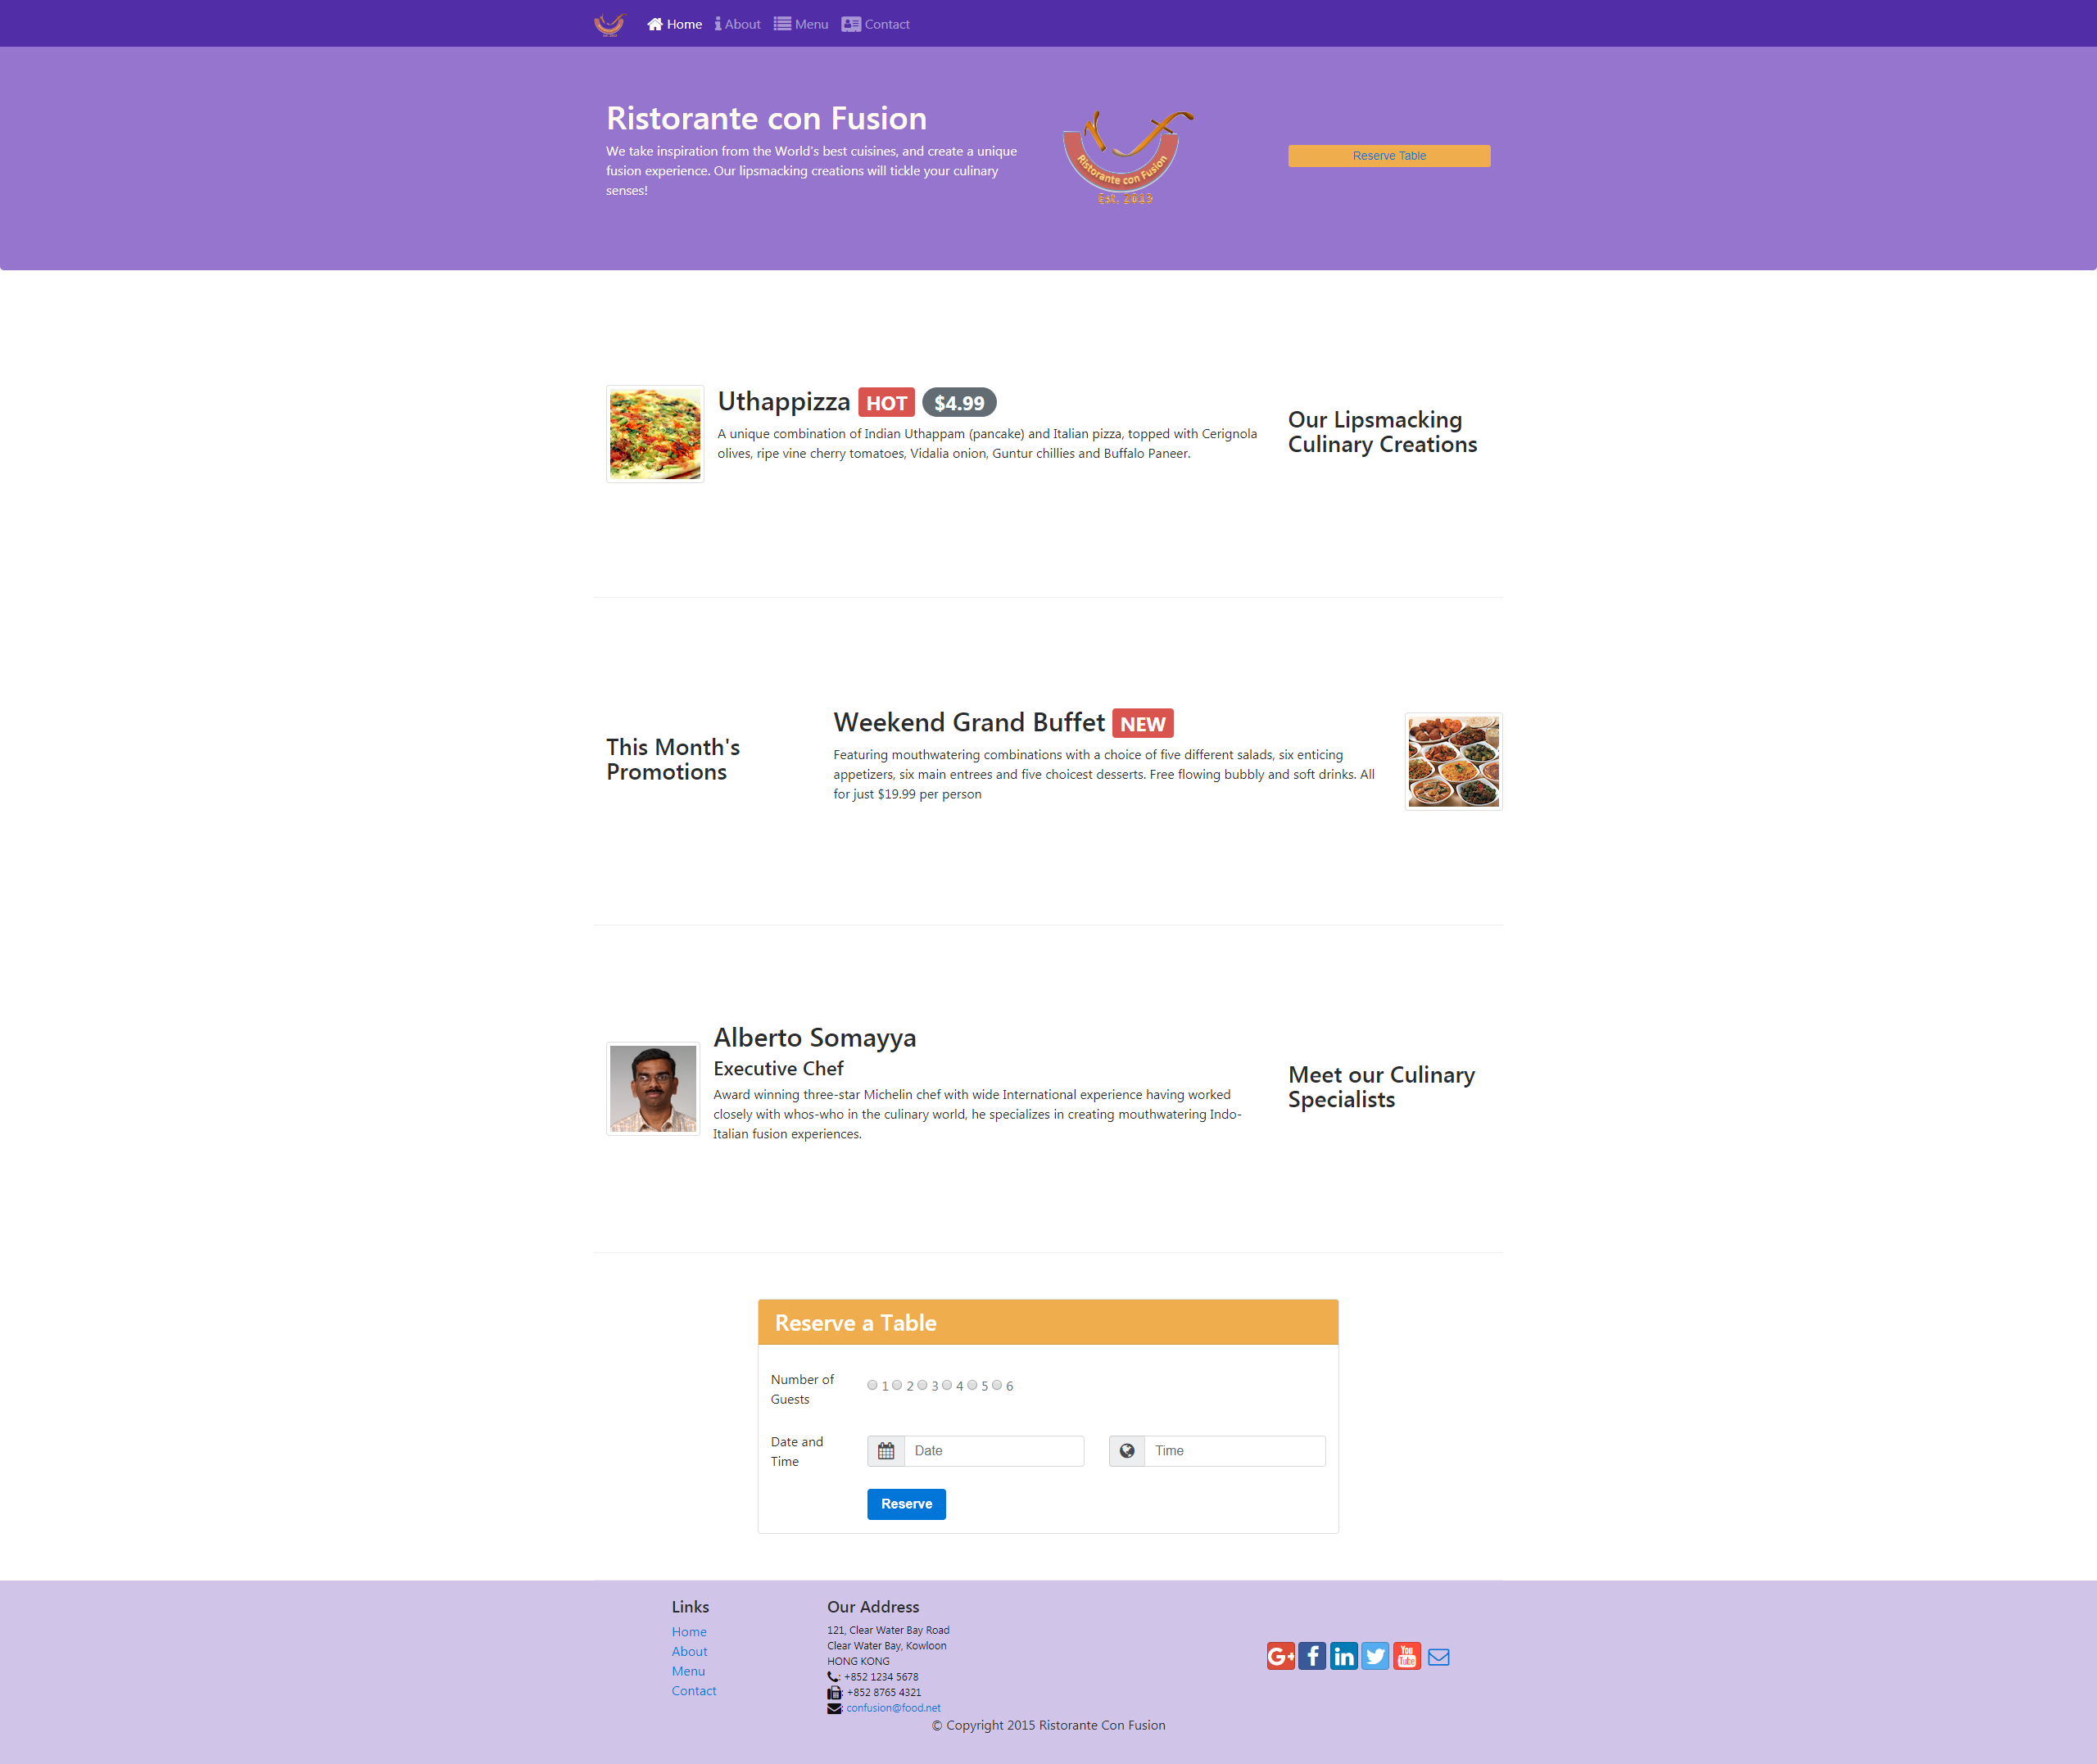 Home About Menu Contact
Ristorante con Fusion
We take inspiration from the World's best cuisines, and create a unique
fusion experience. Our lipsmacking creations will tickle your culinary
senses!
Ristorante con Fusion
Est. 2019
Reserve Table
Uthappizza HOT $4.99
A unique combination of Indian Uthappam (pancake) and Italian pizza, topped with Cerignola
olives, ripe vine cherry tomatoes, Vidalia onion, Guntur chillies and Buffalo Paneer.
Our Lipsmacking
Culinary Creations
This Month's
Promotions
Weekend Grand Buffet NEW
Featuring mouthwatering combinations with a choice of five different salads, six enticing
appetizers, six main entrees and five choicest desserts. Free flowing bubbly and soft drinks. All
for just $19.99 per person
Alberto Somayya
Executive Chef
Award winning three-star Michelin chef with wide International experience having worked
closely with whos-who in the culinary world, he specializes in creating mouthwatering Indo-
Italian fusion experiences.
Meet our Culinary
Specialists
Reserve a Table
Number of
Guests
1 2 3 4 5 6
Date and
Time
Date
Time
Reserve
Links
Home
About
Menu
Contact
Our Address
121, Clear Water Bay Road
Clear Water Bay, Kowloon
HONG KONG
: +852 1234 5678
: +852 8765 4321
: confusion@food.net
G+ f in You Tube
© Copyright 2015 Ristorante Con Fusion